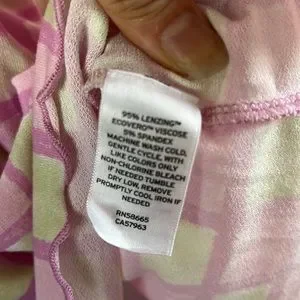 95% LENZING™
ECOVERO™ VISCOSE
5% SPANDEX
MACHINE WASH COLD,
GENTLE CYCLE, WITH
LIKE COLORS ONLY
NON-CHLORINE BLEACH
IF NEEDED TUMBLE
DRY LOW, REMOVE
PROMPTLY COOL IRON IF
NEEDED
RN58665
CA57963